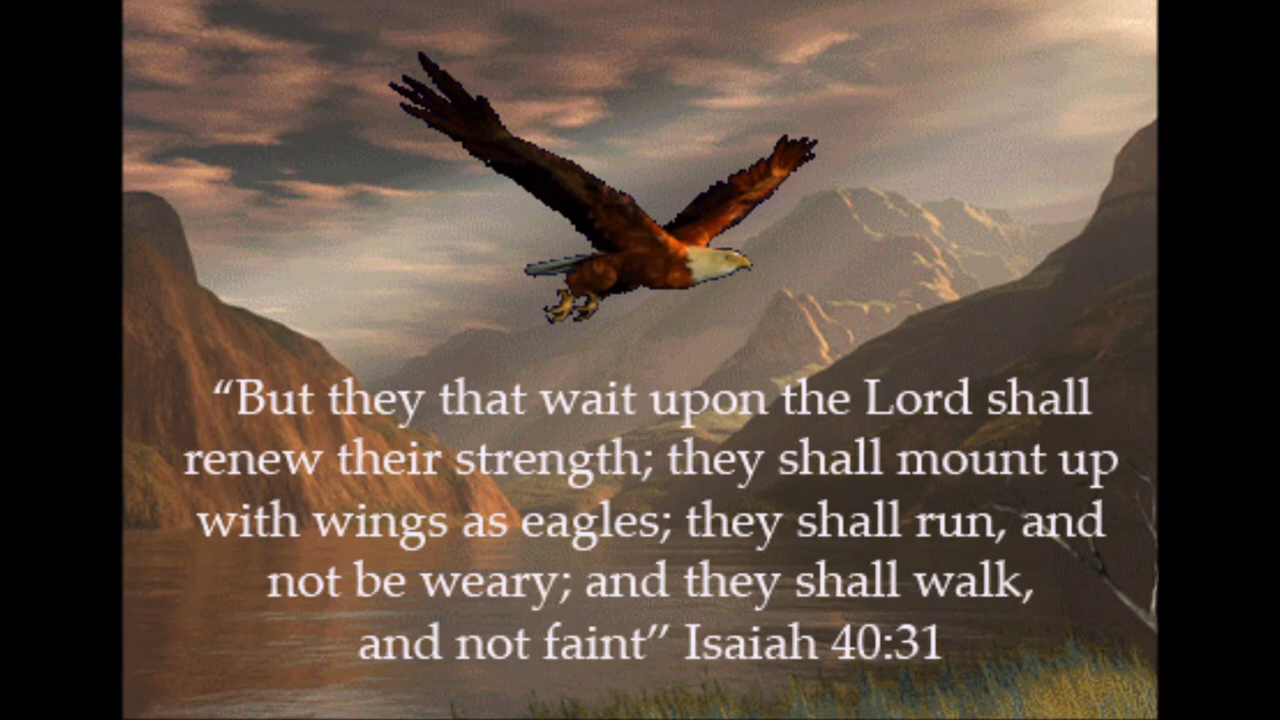 “But they that wait upon the Lord shall
renew their strength; they shall mount up
with wings as eagles; they shall run, and
not be weary; and they shall walk,
and not faint” Isaiah 40:31